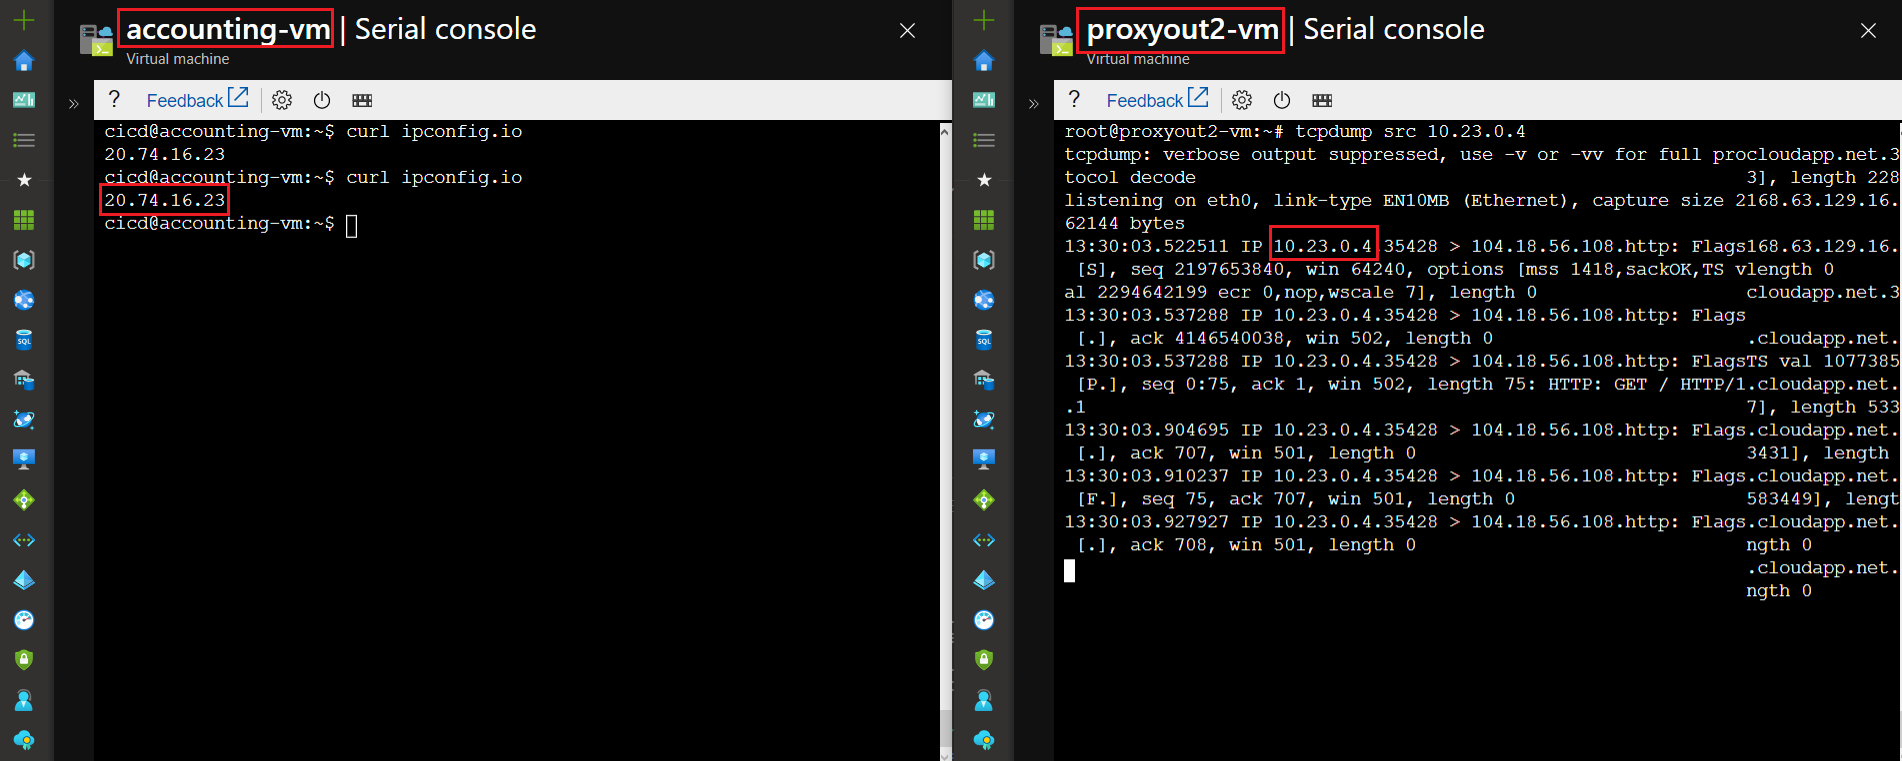 accounting-vm | Serial console
Virtual machine
? Feedback
cicd@accounting-vm:~$ curl ipconfig.io
20.74.16.23
cicd@accounting-vm:~$ curl ipconfig.io
20.74.16.23
cicd@accounting-vm:~$
proxyout2-vm | Serial console
Virtual machine
? Feedback
root@proxyout2-vm:~# tcpdump src 10.23.0.4
tcpdump: verbose output suppressed, use -v or -vv for full procloudapp.net.3
tocol decode 3], length 228
listening on eth0, link-type EN10MB (Ethernet), capture size 2168.63.129.16.
62144 bytes
13:30:03.522511 IP 10.23.0.4.35428 > 104.18.56.108.http: Flags168.63.129.16.
[S], seq 2197653840, win 64240, options [mss 1418,sackOK,TS vlength 0
al 2294642199 ecr 0,nop,wscale 7], length 0 cloudapp.net.3
13:30:03.537288 IP 10.23.0.4.35428 > 104.18.56.108.http: Flags
[.], ack 4146540038, win 502, length 0 .cloudapp.net.
13:30:03.537288 IP 10.23.0.4.35428 > 104.18.56.108.http: FlagsTS val 1077385
[P.], seq 0:75, ack 1, win 502, length 75: HTTP: GET / HTTP/1.cloudapp.net.
.1 7], length 533
13:30:03.904695 IP 10.23.0.4.35428 > 104.18.56.108.http: Flags.cloudapp.net.
[.], ack 707, win 501, length 0 3431], length
13:30:03.910237 IP 10.23.0.4.35428 > 104.18.56.108.http: Flags.cloudapp.net.
[F.], seq 75, ack 707, win 501, length 0 583449], lengt
13:30:03.927927 IP 10.23.0.4.35428 > 104.18.56.108.http: Flags.cloudapp.net.
[.], ack 708, win 501, length 0 ngth 0
.cloudapp.net.
ngth 0